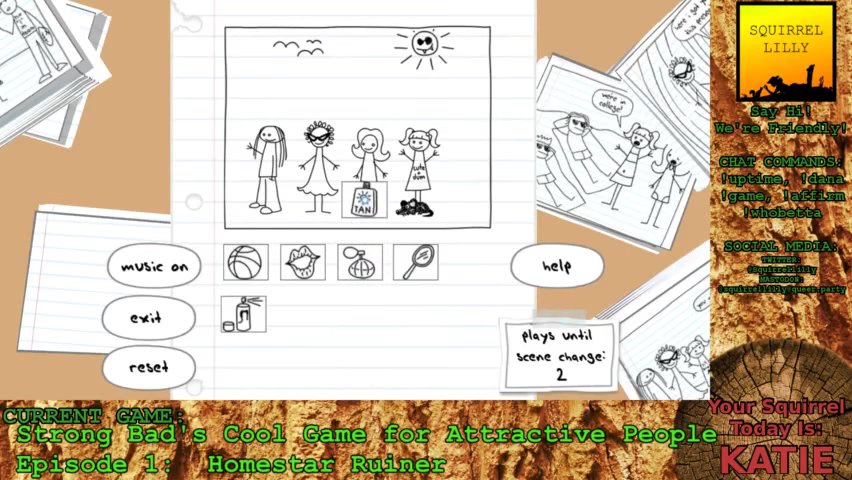 SQUIRREL
LILLY
Say Hi!
We're Friendly!
CHAT COMMANDS:
!uptime, !dana
!game, !affirm
!whobetta
SOCIAL MEDIA:
TWITTER:
@Squirrellilly
MASTODON:
@squirrellilly@queer.party
we're in
college!
cute
TAN
music on
exit
reset
help
plays until
scene change:
2
CURRENT GAME:
Strong Bad's Cool Game for Attractive People
Episode 1: Homestar Ruiner
Your Squirrel
Today Is:
KATIE